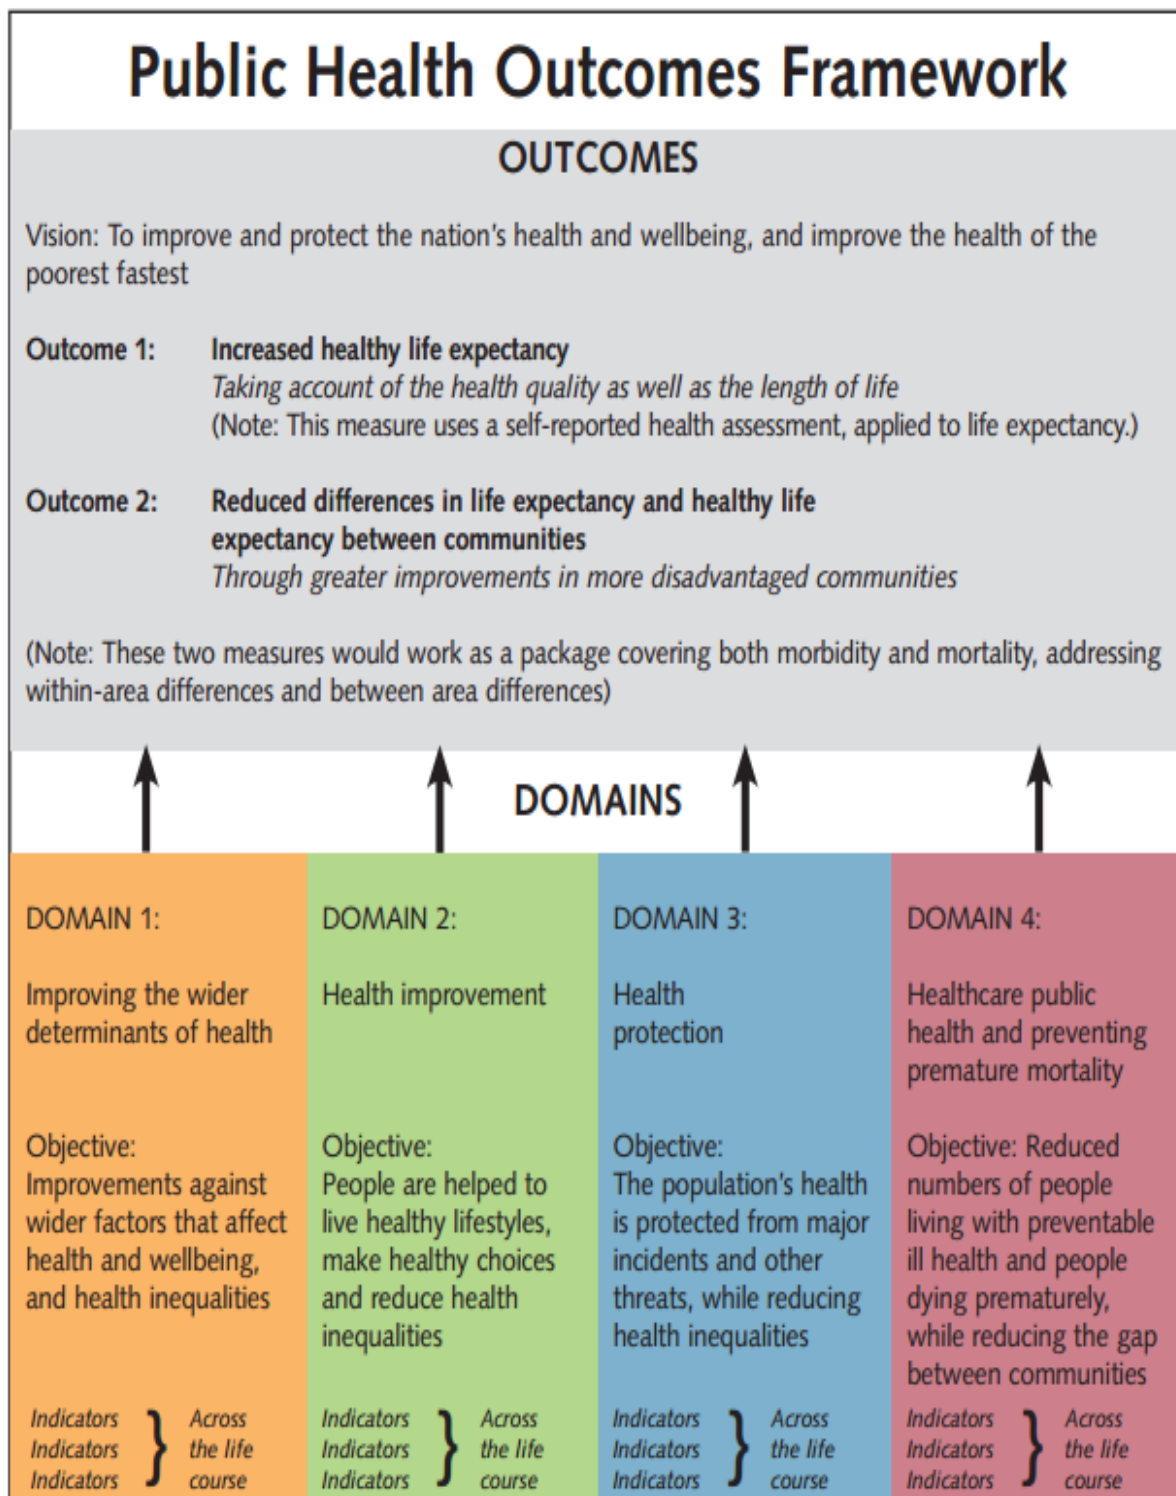 Public Health Outcomes Framework
OUTCOMES
Vision: To improve and protect the nation's health and wellbeing, and improve the health of the
poorest fastest
Outcome 1: Increased healthy life expectancy
Taking account of the health quality as well as the length of life
(Note: This measure uses a self-reported health assessment, applied to life expectancy.)
Outcome 2: Reduced differences in life expectancy and healthy life
expectancy between communities
Through greater improvements in more disadvantaged communities
(Note: These two measures would work as a package covering both morbidity and mortality, addressing
within-area differences and between area differences)
DOMAINS
DOMAIN 1:
Improving the wider
determinants of health
Objective:
Improvements against
wider factors that affect
health and wellbeing,
and health inequalities
Indicators } Across
Indicators } the life
Indicators } course
DOMAIN 2:
Health improvement
Objective:
People are helped to
live healthy lifestyles,
make healthy choices
and reduce health
inequalities
Indicators } Across
Indicators } the life
Indicators } course
DOMAIN 3:
Health
protection
Objective:
The population's health
is protected from major
incidents and other
threats, while reducing
health inequalities
Indicators } Across
Indicators } the life
Indicators } course
DOMAIN 4:
Healthcare public
health and preventing
premature mortality
Objective: Reduced
numbers of people
living with preventable
ill health and people
dying prematurely,
while reducing the gap
between communities
Indicators } Across
Indicators } the life
Indicators } course